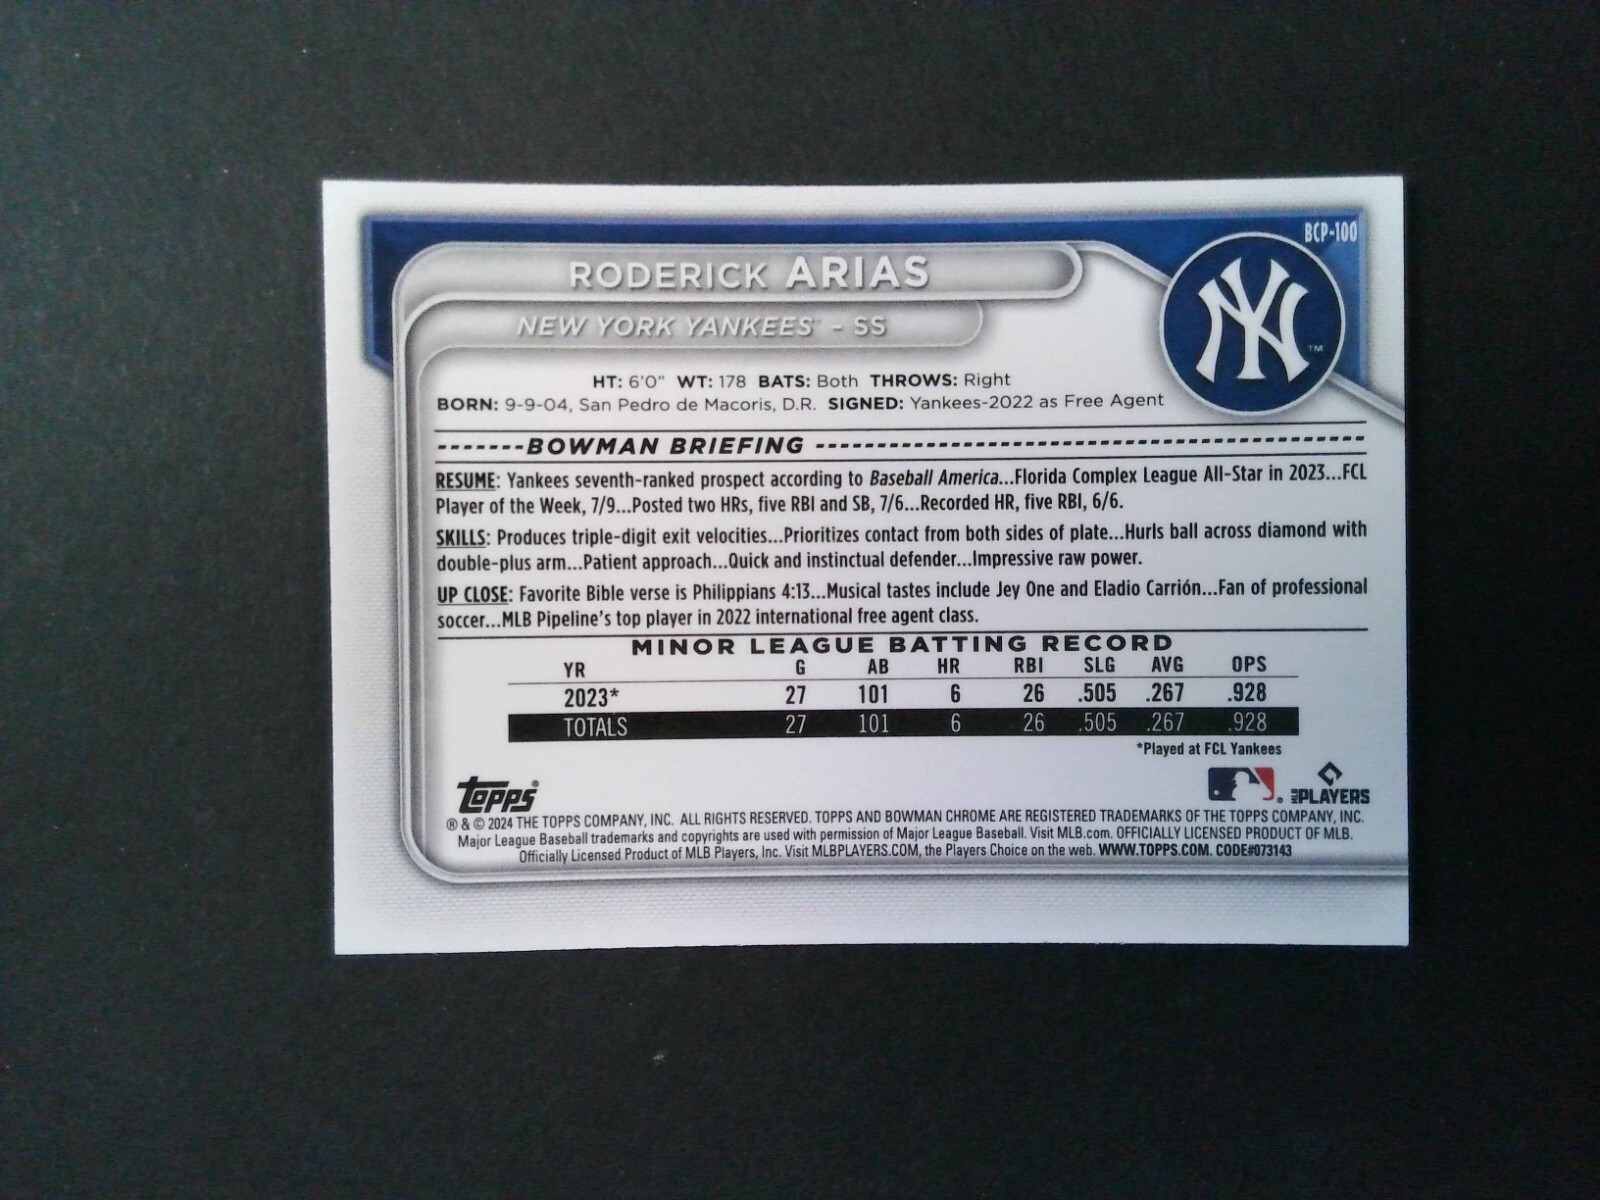 BCP-100
RODERICK ARIAS
NEW YORK YANKEES - SS
NY
TM
HT: 6'0" WT: 178 BATS: Both THROWS: Right
BORN: 9-9-04, San Pedro de Macoris, D.R. SIGNED: Yankees-2022 as Free Agent
-------BOWMAN BRIEFING -----------------------------------------------
RESUME: Yankees seventh-ranked prospect according to Baseball America...Florida Complex League All-Star in 2023...FCL
Player of the Week, 7/9...Posted two HRs, five RBI and SB, 7/6...Recorded HR, five RBI, 6/6.
SKILLS: Produces triple-digit exit velocities...Prioritizes contact from both sides of plate...Hurls ball across diamond with
double-plus arm...Patient approach...Quick and instinctual defender...Impressive raw power.
UP CLOSE: Favorite Bible verse is Philippians 4:13...Musical tastes include Jey One and Eladio Carrión...Fan of professional
soccer...MLB Pipeline's top player in 2022 international free agent class.
MINOR LEAGUE BATTING RECORD
YR G AB HR RBI SLG AVG OPS
2023* 27 101 6 26 .505 .267 .928
TOTALS 27 101 6 26 .505 .267 .928
*Played at FCL Yankees
Topps®
PLAYERS
® & © 2024 THE TOPPS COMPANY, INC. ALL RIGHTS RESERVED. TOPPS AND BOWMAN CHROME ARE REGISTERED TRADEMARKS OF THE TOPPS COMPANY, INC.
Major League Baseball trademarks and copyrights are used with permission of Major League Baseball. Visit MLB.com. OFFICIALLY LICENSED PRODUCT OF MLB.
Officially Licensed Product of MLB Players, Inc. Visit MLBPLAYERS.COM, the Players Choice on the web. WWW.TOPPS.COM. CODE#073143